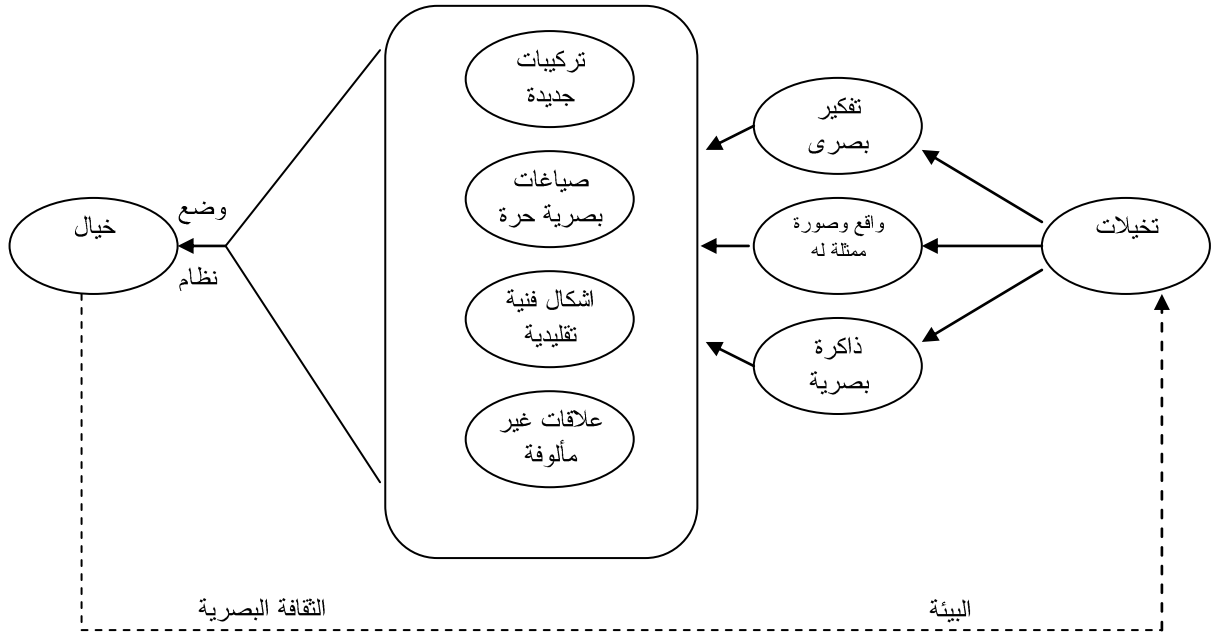 تخيلات
تفكير
بصرى
واقع وصورة
ممثلة له
ذاكرة
بصرية
تركيبات
جديدة
صياغات
بصرية حرة
اشكال فنية
تقليدية
علاقات غير
مألوفة
وضع
نظام
خيال
البيئة
الثقافة البصرية